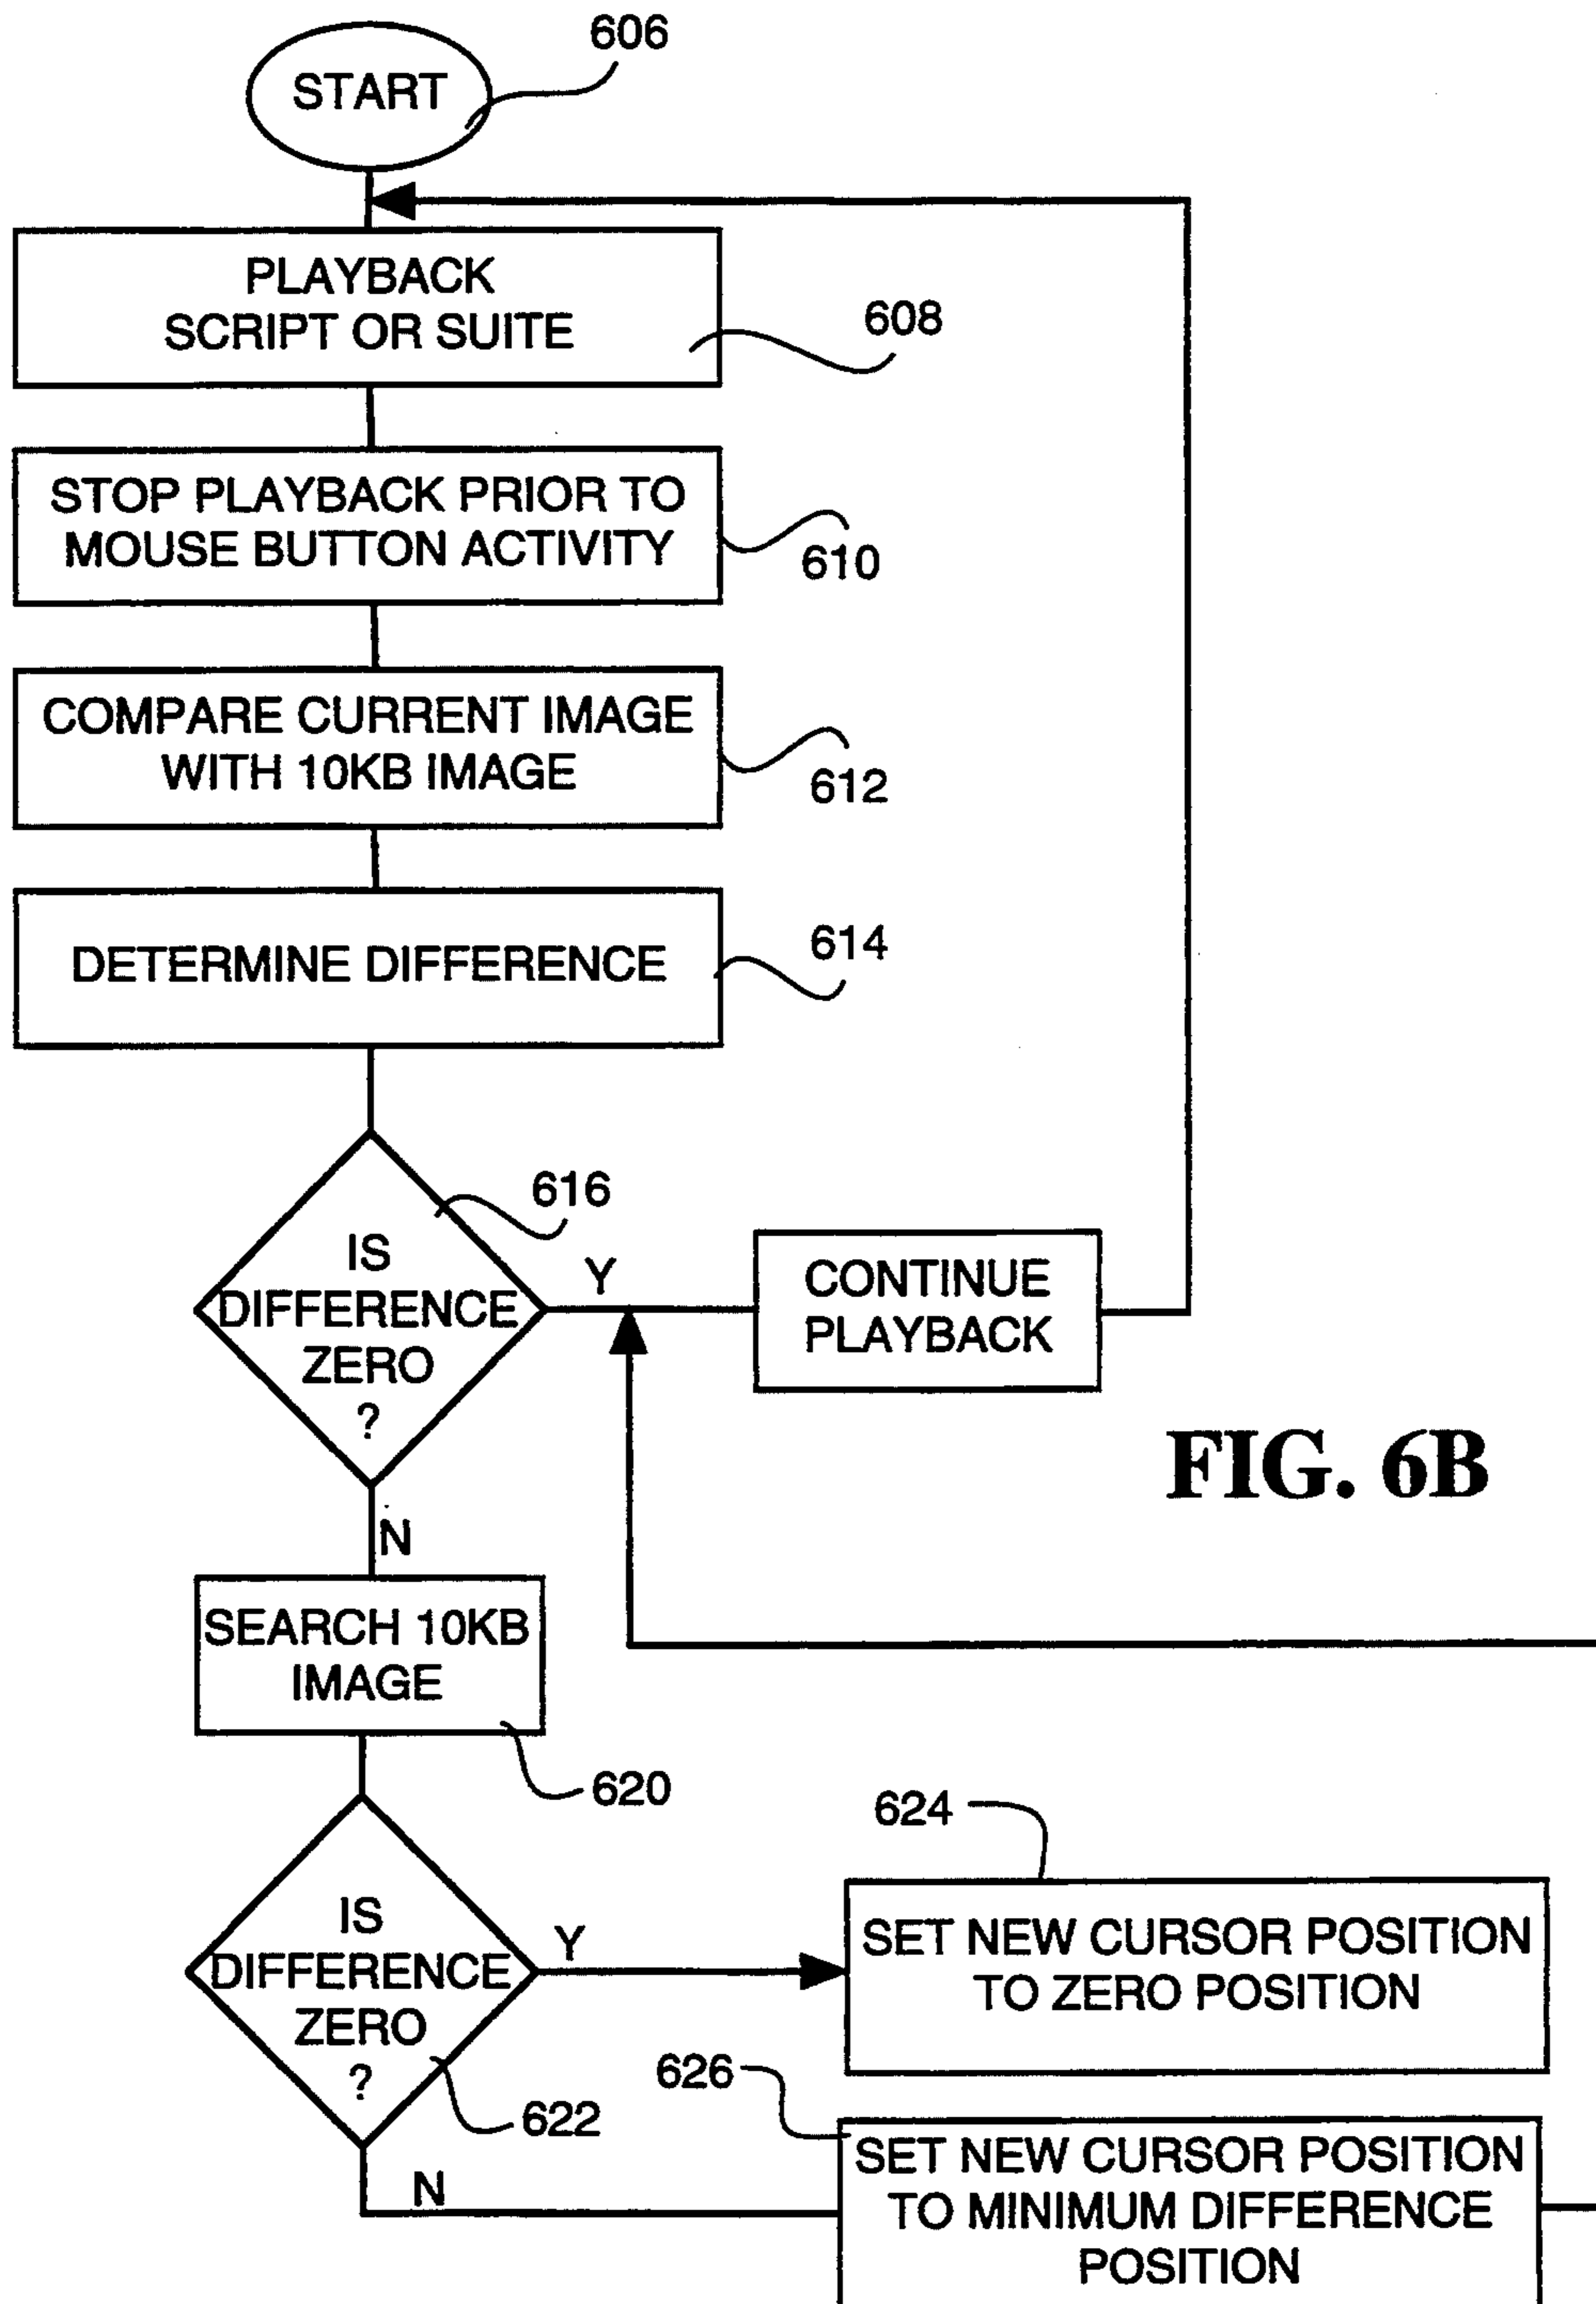 606
START
PLAYBACK
SCRIPT OR SUITE
608
STOP PLAYBACK PRIOR TO
MOUSE BUTTON ACTIVITY
610
COMPARE CURRENT IMAGE
WITH 10KB IMAGE
612
DETERMINE DIFFERENCE
614
616
IS
DIFFERENCE
ZERO
?
Y
CONTINUE
PLAYBACK
FIG. 6B
N
SEARCH 10KB
IMAGE
620
624
IS
DIFFERENCE
ZERO
?
Y
SET NEW CURSOR POSITION
TO ZERO POSITION
622
626
N
SET NEW CURSOR POSITION
TO MINIMUM DIFFERENCE
POSITION